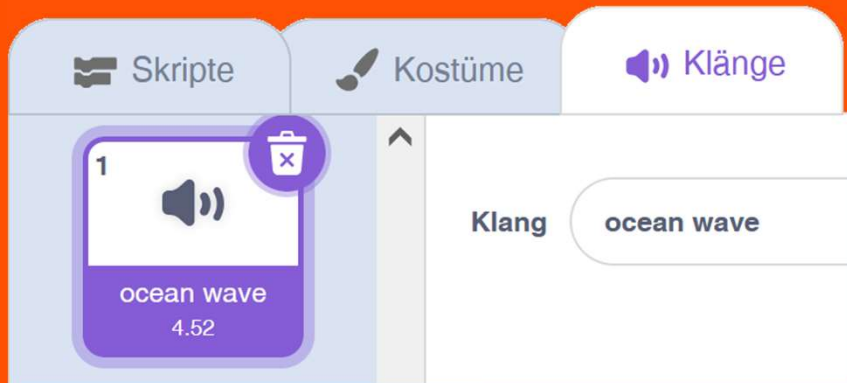 Skripte
Kostüme
Klänge
1
ocean wave
4.52
Klang
ocean wave